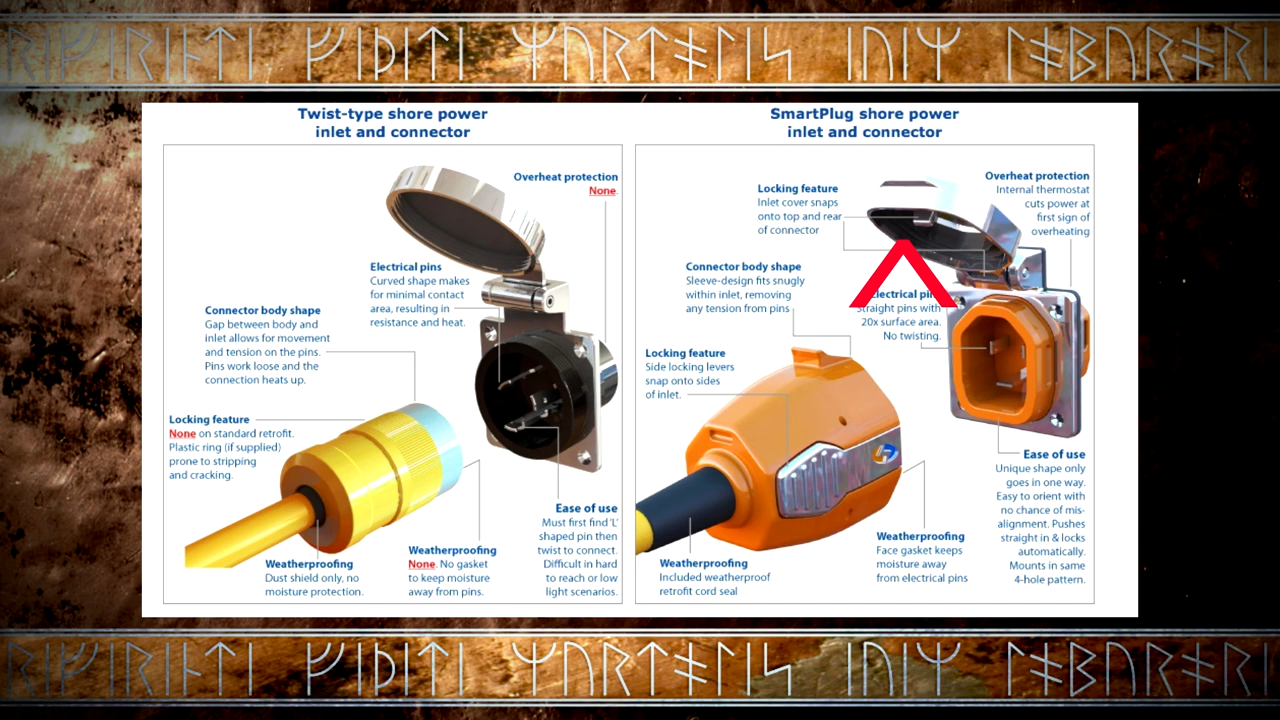 Twist-type shore power
inlet and connector
Overheat protection
None.
Electrical pins
Curved shape makes
for minimal contact
area, resulting in
resistance and heat.
Connector body shape
Gap between body and
inlet allows for movement
and tension on the pins.
Pins work loose and the
connection heats up.
Locking feature
None on standard retrofit.
Plastic ring (if supplied)
prone to stripping
and cracking.
Weatherproofing
Dust shield only, no
moisture protection.
Weatherproofing
None. No gasket
to keep moisture
away from pins.
Ease of use
Must first find 'L'
shaped pin then
twist to connect.
Difficult in hard
to reach or low
light scenarios.
SmartPlug shore power
inlet and connector
Locking feature
Inlet cover snaps
onto top and rear
of connector
Overheat protection
Internal thermostat
cuts power at
first sign of
overheating
Connector body shape
Sleeve-design fits snugly
within inlet, removing
any tension from pins
Electrical pins
Straight pins with
20x surface area.
No twisting.
Locking feature
Side locking levers
snap onto sides
of inlet.
Weatherproofing
Included weatherproof
retrofit cord seal
Weatherproofing
Face gasket keeps
moisture away
from electrical pins
Ease of use
Unique shape only
goes in one way.
Easy to orient with
no chance of mis-
alignment. Pushes
straight in & locks
automatically.
Mounts in same
4-hole pattern.